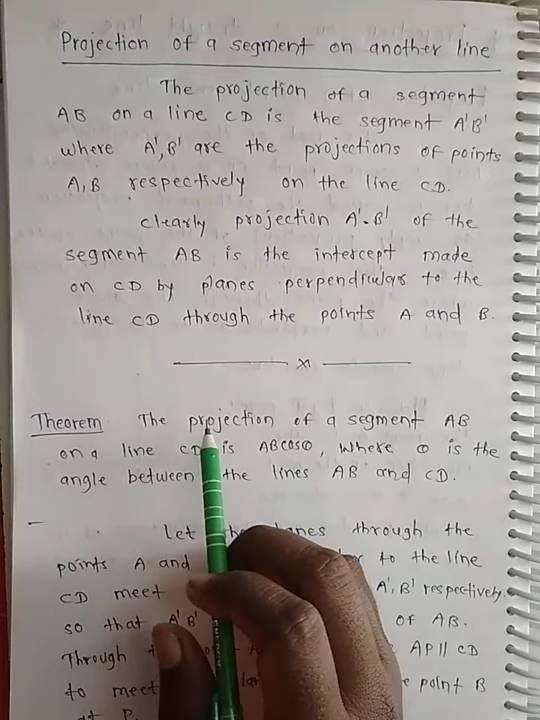 Projection of a segment on another line
The projection of a segment
AB on a line CD is the segment A'B'
where A',B' are the projections of points
A,B respectively on the line CD.
clearly projection A'.B' of the
segment AB is the intercept made
on CD by planes perpendiculars to the
line CD through the points A and B.
x
Theorem The projection of a segment AB
on a line CD is ABcosΘ, where Θ is the
angle between the lines AB and CD.
Let planes through the
points A and to the line
CD meet A', B' respectively.
so that A'B' of AB.
Through AP || CD
to meet point B
at P.